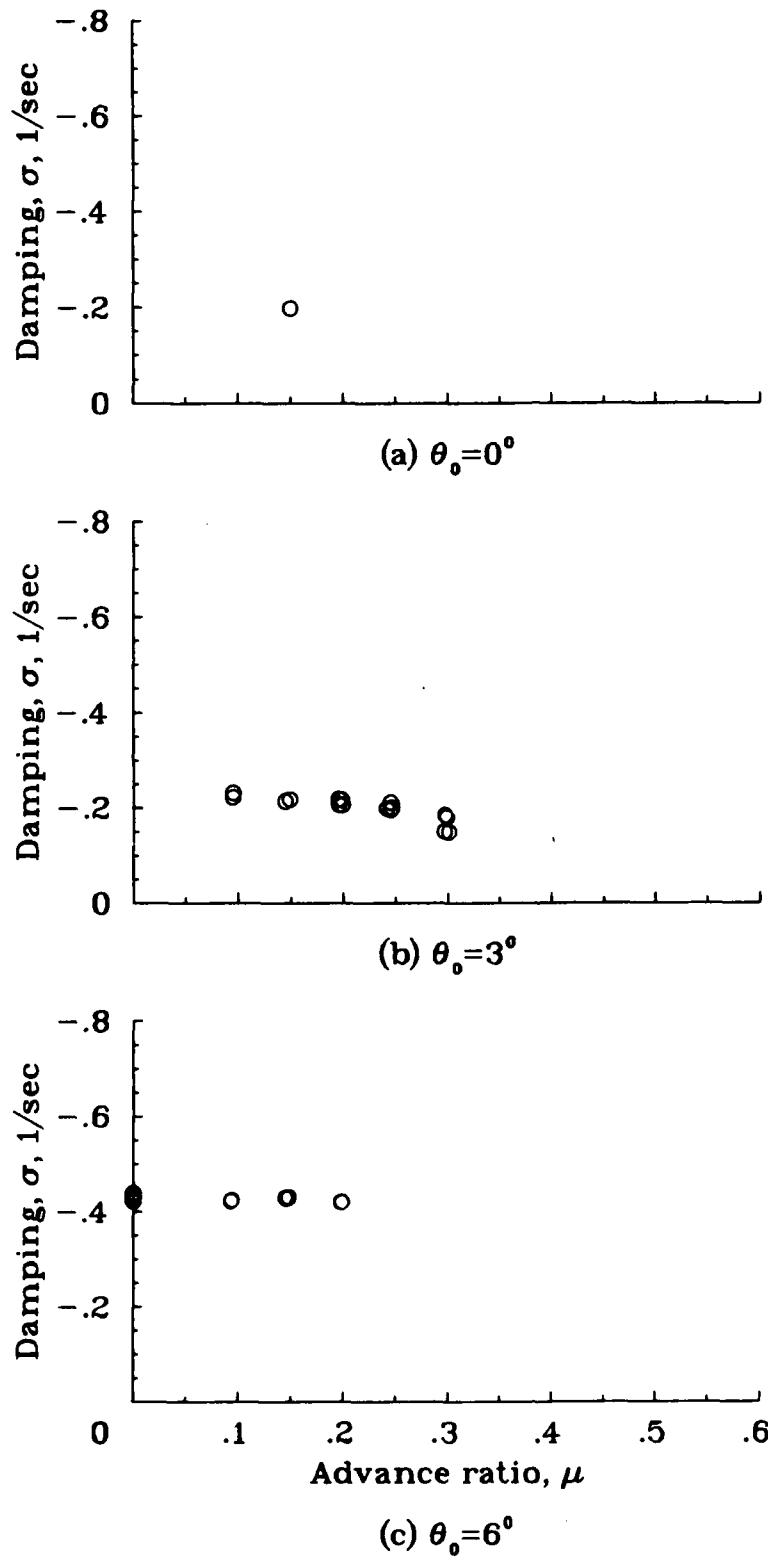 −.8
−.6
−.4
−.2
0
Damping, σ, 1/sec
(a) θ₀=0°
−.8
−.6
−.4
−.2
0
Damping, σ, 1/sec
(b) θ₀=3°
−.8
−.6
−.4
−.2
0 .1 .2 .3 .4 .5 .6
Damping, σ, 1/sec
Advance ratio, μ
(c) θ₀=6°